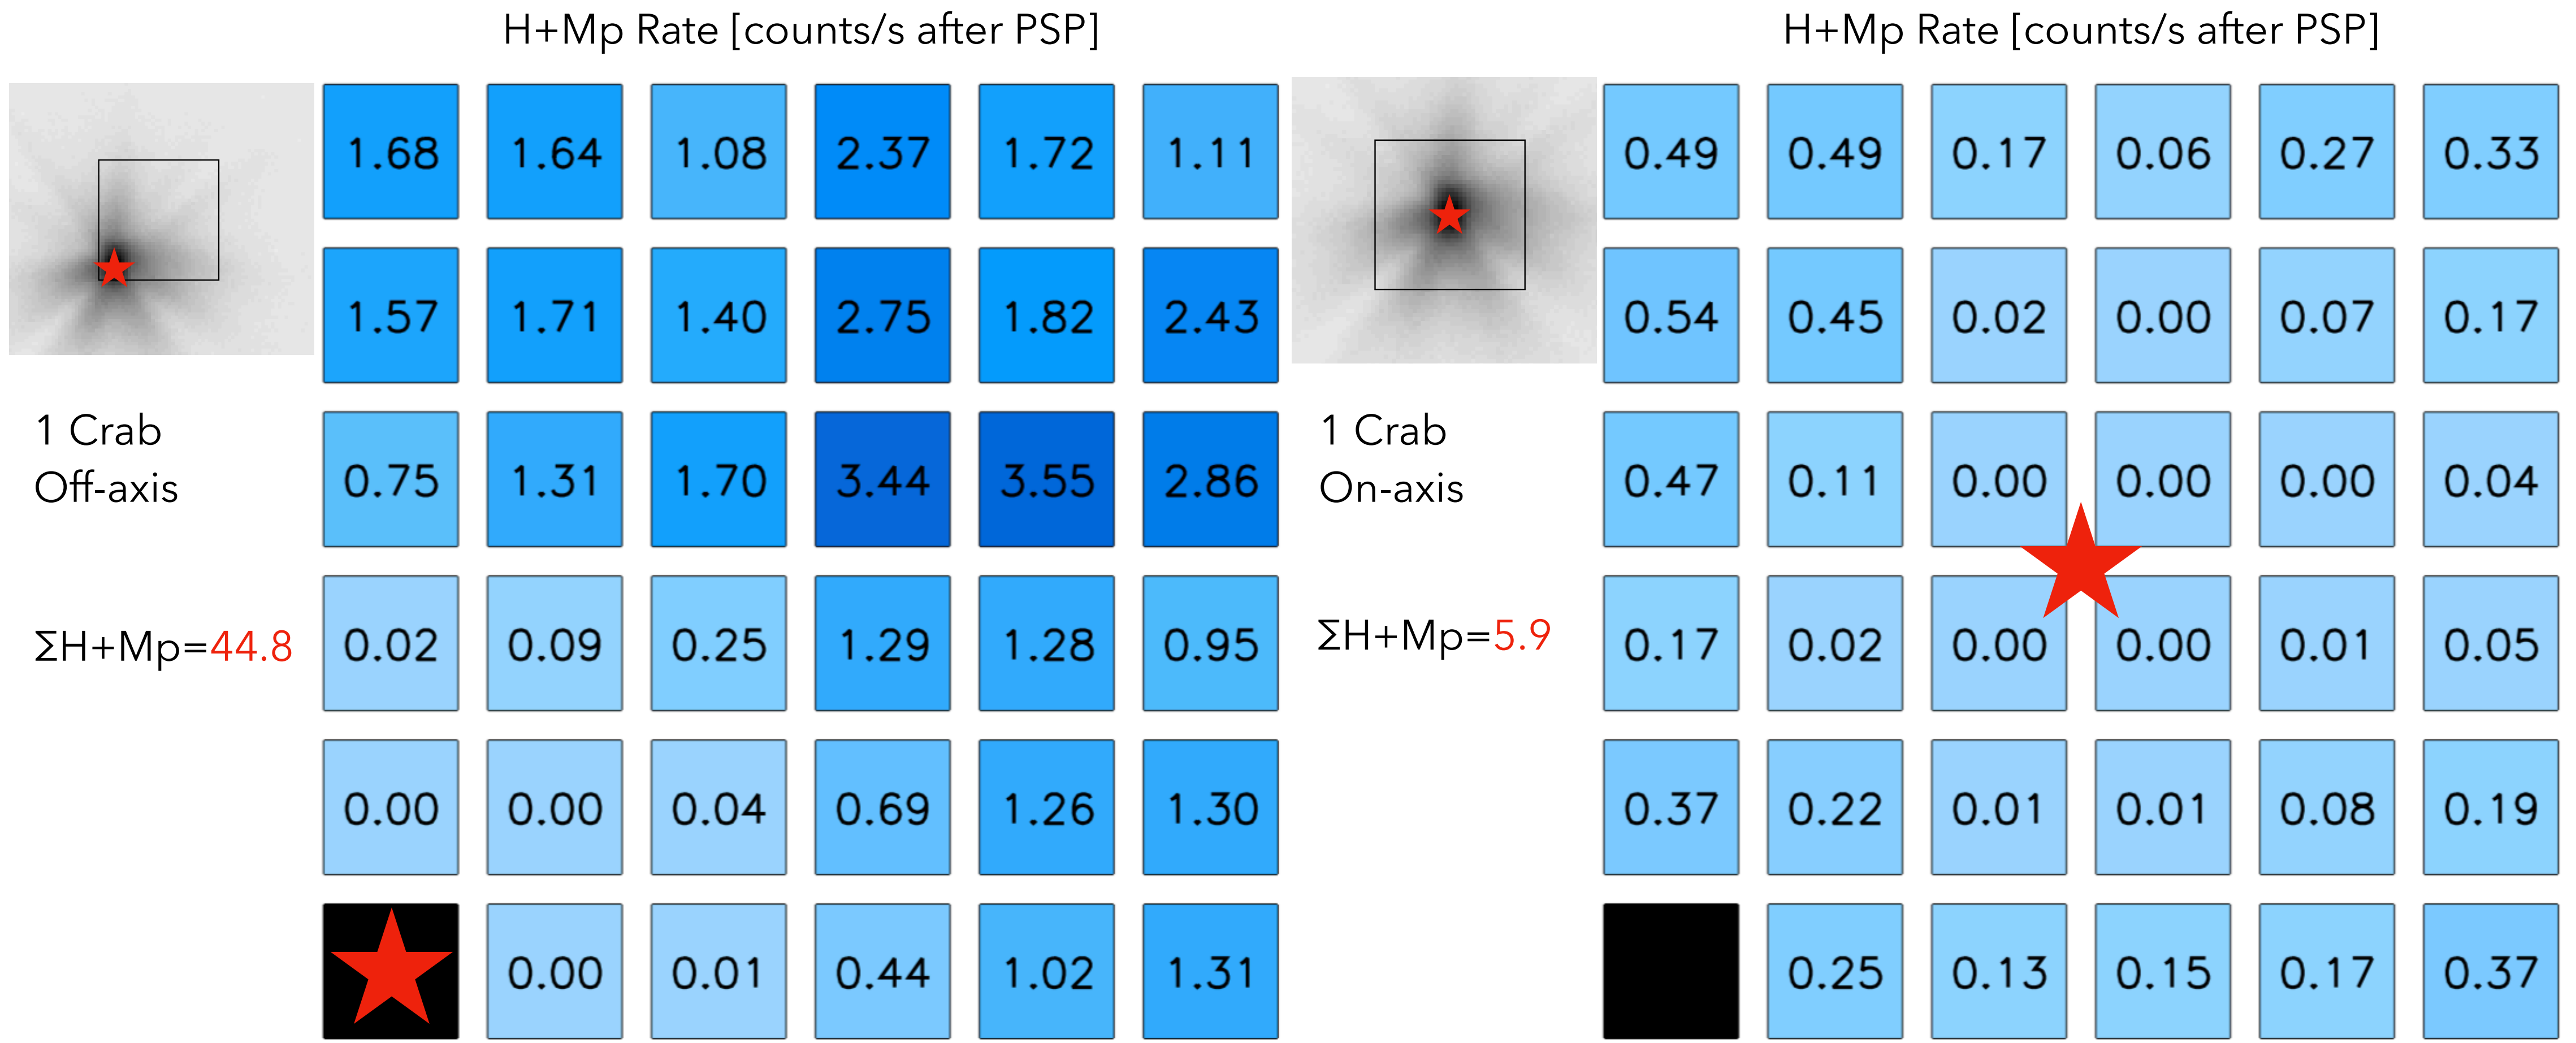 H+Mp Rate [counts/s after PSP]
1.68 1.64 1.08 2.37 1.72 1.11
1.57 1.71 1.40 2.75 1.82 2.43
1 Crab
Off-axis
0.75 1.31 1.70 3.44 3.55 2.86
ΣH+Mp=44.8
0.02 0.09 0.25 1.29 1.28 0.95
0.00 0.00 0.04 0.69 1.26 1.30
0.00 0.01 0.44 1.02 1.31
H+Mp Rate [counts/s after PSP]
0.49 0.49 0.17 0.06 0.27 0.33
0.54 0.45 0.02 0.00 0.07 0.17
1 Crab
On-axis
0.47 0.11 0.00 0.00 0.00 0.04
ΣH+Mp=5.9
0.17 0.02 0.00 0.00 0.01 0.05
0.37 0.22 0.01 0.01 0.08 0.19
0.25 0.13 0.15 0.17 0.37